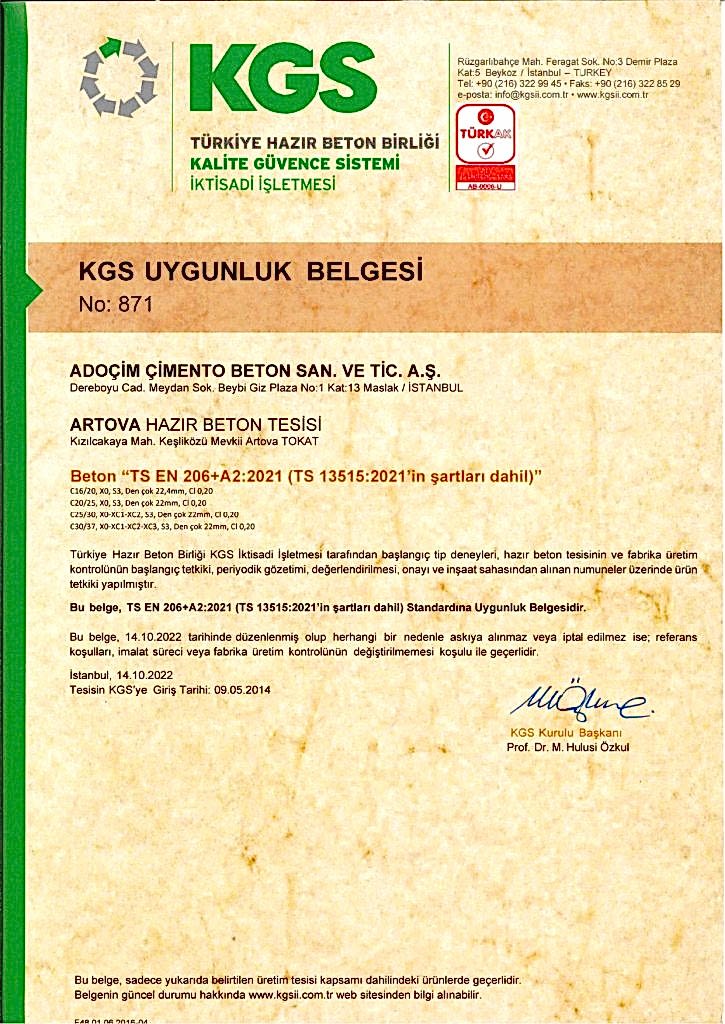 KGS
TÜRKİYE HAZIR BETON BİRLİĞİ
KALİTE GÜVENCE SİSTEMİ
İKTİSADİ İŞLETMESİ
Rüzgarlıbahçe Mah. Feragat Sok. No:3 Demir Plaza
Kat:5 Beykoz / İstanbul – TURKEY
Tel: +90 (216) 322 99 45 • Faks: +90 (216) 322 85 29
e-posta: info@kgsii.com.tr • www.kgsii.com.tr
TÜRKAK
AB-0006-U
KGS UYGUNLUK BELGESİ
No: 871
ADOÇİM ÇİMENTO BETON SAN. VE TİC. A.Ş.
Dereboyu Cad. Meydan Sok. Beybi Giz Plaza No:1 Kat:13 Maslak / İSTANBUL
ARTOVA HAZIR BETON TESİSİ
Kızılcakaya Mah. Keşliközü Mevkii Artova TOKAT
Beton “TS EN 206+A2:2021 (TS 13515:2021’in şartları dahil)”
C16/20, X0, S3, Den çok 22,4mm, Cl 0,20
C20/25, X0, S3, Den çok 22mm, Cl 0,20
C25/30, X0-XC1-XC2, S3, Den çok 22mm, Cl 0,20
C30/37, X0-XC1-XC2-XC3, S3, Den çok 22mm, Cl 0,20
Türkiye Hazır Beton Birliği KGS İktisadi İşletmesi tarafından başlangıç tip deneyleri, hazır beton tesisinin ve fabrika üretim
kontrolünün başlangıç tetkiki, periyodik gözetimi, değerlendirilmesi, onayı ve inşaat sahasından alınan numuneler üzerinde ürün
tetkiki yapılmıştır.
Bu belge, TS EN 206+A2:2021 (TS 13515:2021’in şartları dahil) Standardına Uygunluk Belgesidir.
Bu belge, 14.10.2022 tarihinde düzenlenmiş olup herhangi bir nedenle askıya alınmaz veya iptal edilmez ise; referans
koşulları, imalat süreci veya fabrika üretim kontrolünün değiştirilmemesi koşulu ile geçerlidir.
İstanbul, 14.10.2022
Tesisin KGS’ye Giriş Tarihi: 09.05.2014
KGS Kurulu Başkanı
Prof. Dr. M. Hulusi Özkul
Bu belge, sadece yukarıda belirtilen üretim tesisi kapsamı dahilindeki ürünlerde geçerlidir.
Belgenin güncel durumu hakkında www.kgsii.com.tr web sitesinden bilgi alınabilir.